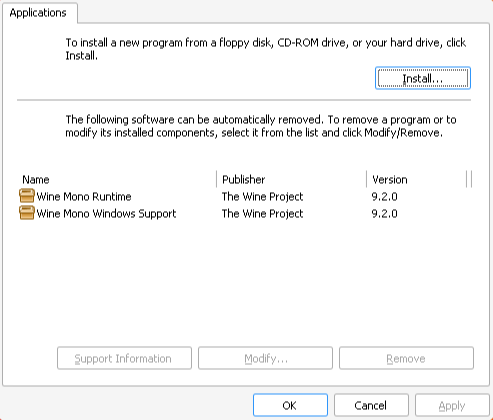 Applications
To install a new program from a floppy disk, CD-ROM drive, or your hard drive, click
Install.
Install...
The following software can be automatically removed. To remove a program or to
modify its installed components, select it from the list and click Modify/Remove.
Name Publisher Version
Wine Mono Runtime The Wine Project 9.2.0
Wine Mono Windows Support The Wine Project 9.2.0
Support Information Modify... Remove
OK Cancel Apply